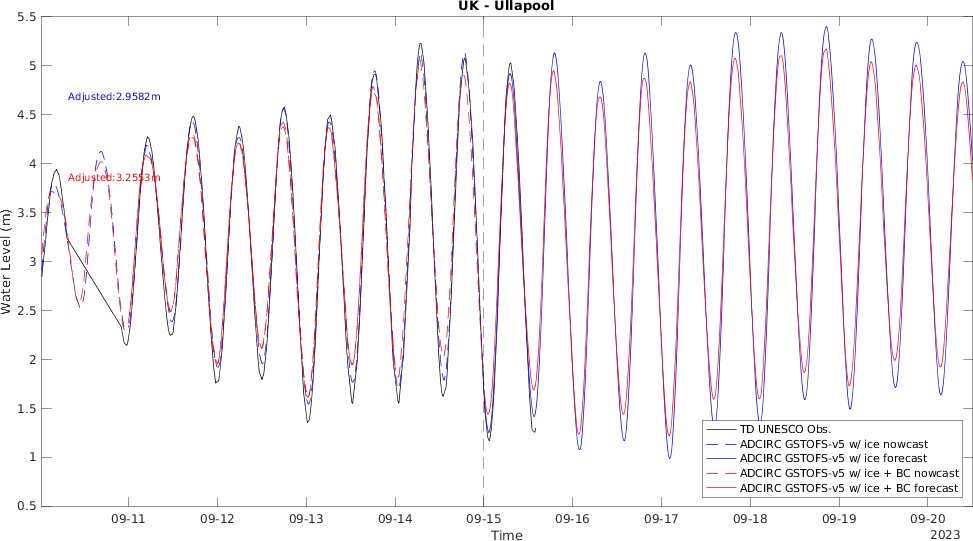 UK - Ullapool
5.5
5
4.5
4
3.5
3
2.5
2
1.5
1
0.5
Water Level (m)
Adjusted:2.9582m
Adjusted:3.2553m
TD UNESCO Obs.
ADCIRC GSTOFS-v5 w/ ice nowcast
ADCIRC GSTOFS-v5 w/ ice forecast
ADCIRC GSTOFS-v5 w/ ice + BC nowcast
ADCIRC GSTOFS-v5 w/ ice + BC forecast
09-11 09-12 09-13 09-14 09-15 09-16 09-17 09-18 09-19 09-20
Time
2023